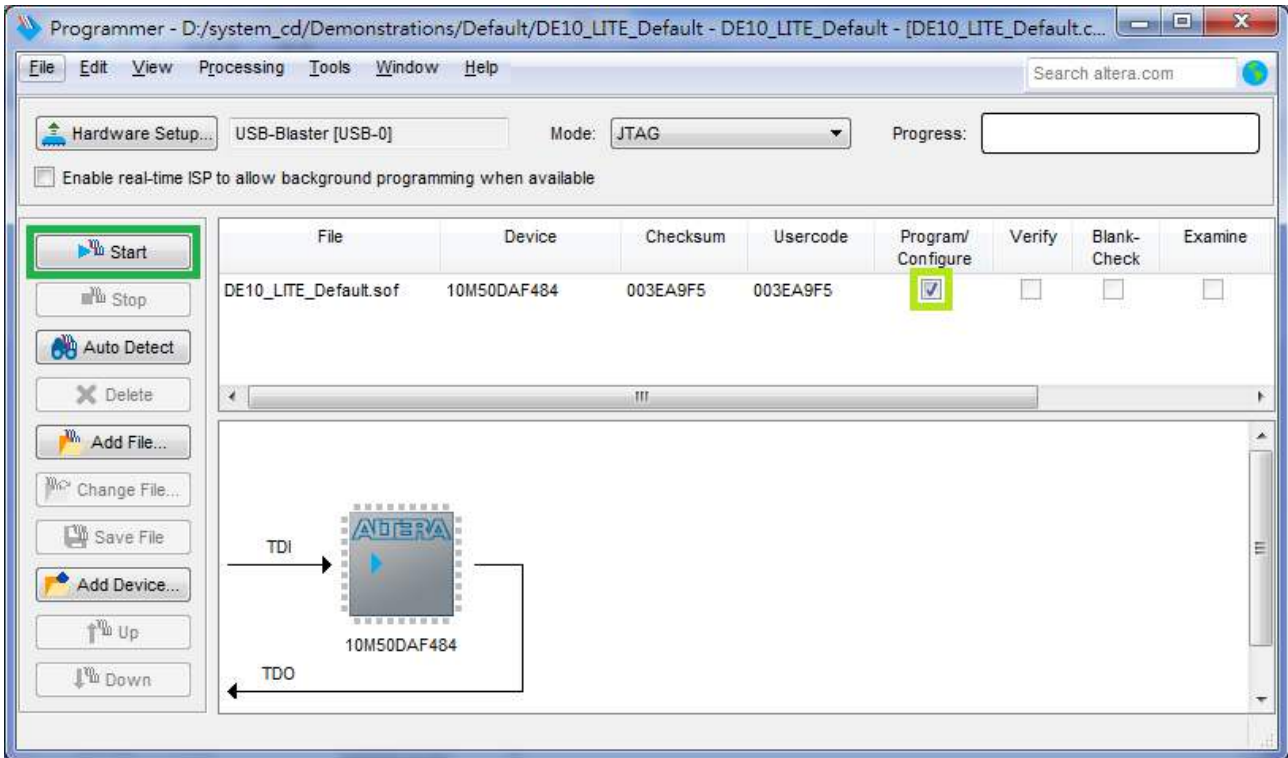 Programmer - D:/system_cd/Demonstrations/Default/DE10_LITE_Default - DE10_LITE_Default - [DE10_LITE_Default.c...
File Edit View Processing Tools Window Help
Search altera.com
Hardware Setup... USB-Blaster [USB-0] Mode: JTAG Progress:
Enable real-time ISP to allow background programming when available
Start
Stop
Auto Detect
Delete
Add File...
Change File...
Save File
Add Device...
Up
Down
File Device Checksum Usercode Program/ Configure Verify Blank- Check Examine
DE10_LITE_Default.sof 10M50DAF484 003EA9F5 003EA9F5
TDI
ALTERA
10M50DAF484
TDO